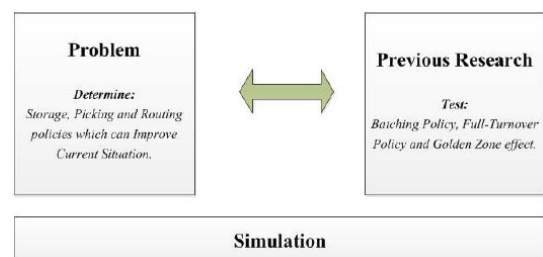 Problem
Determine:
Storage, Picking and Routing
policies which can Improve
Current Situation.
Previous Research
Test:
Batching Policy, Full-Turnover
Policy and Golden Zone effect.
Simulation